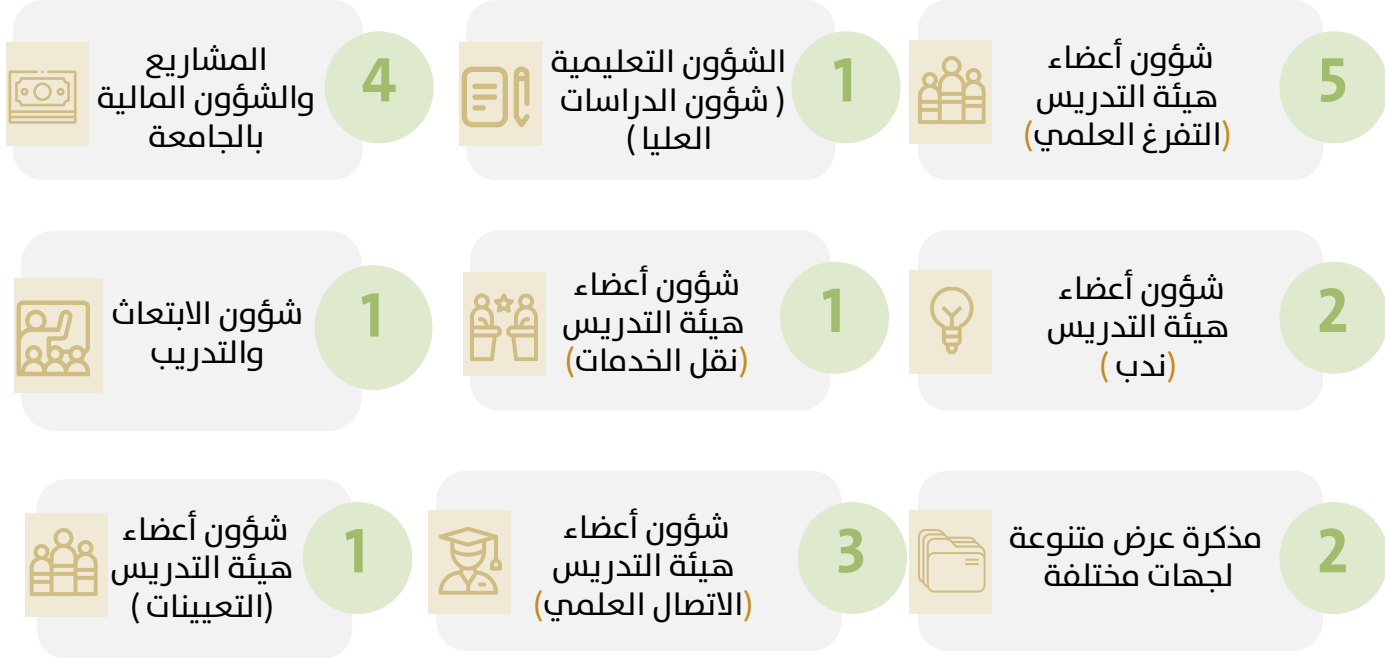 5
شؤون أعضاء
هيئة التدريس
(التفرغ العلمي)
1
الشؤون التعليمية
( شؤون الدراسات
العليا )
4
المشاريع
والشؤون المالية
بالجامعة
2
شؤون أعضاء
هيئة التدريس
(ندب )
1
شؤون أعضاء
هيئة التدريس
(نقل الخدمات)
1
شؤون الابتعاث
والتدريب
2
مذكرة عرض متنوعة
لجهات مختلفة
3
شؤون أعضاء
هيئة التدريس
(الاتصال العلمي)
1
شؤون أعضاء
هيئة التدريس
(التعيينات )